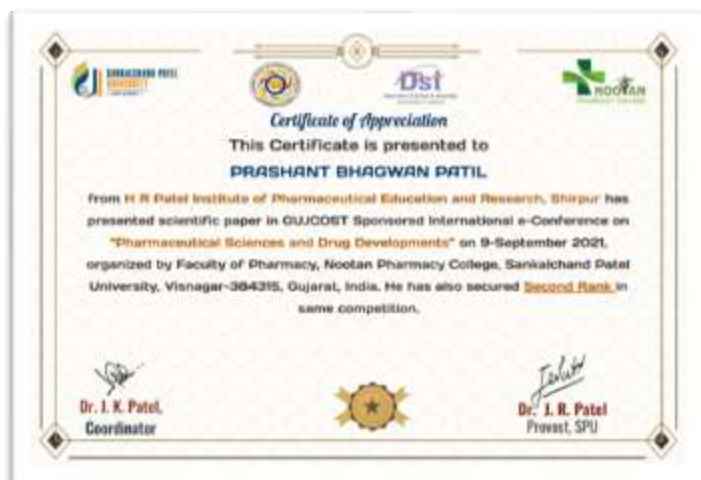 SANKALCHAND PATEL
UNIVERSITY
Dst
NOOTAN
PHARMACY COLLEGE
Certificate of Appreciation
This Certificate is presented to
PRASHANT BHAGWAN PATIL
from H R Patel Institute of Pharmaceutical Education and Research, Shirpur has
presented scientific paper in GUJCOST Sponsored International e-Conference on
"Pharmaceutical Sciences and Drug Developments" on 9-September 2021,
organized by Faculty of Pharmacy, Nootan Pharmacy College, Sankalchand Patel
University, Visnagar-384315, Gujarat, India. He has also secured Second Rank in
same competition.
Dr. J. K. Patel,
Coordinator
Dr. J. R. Patel
Provost, SPU